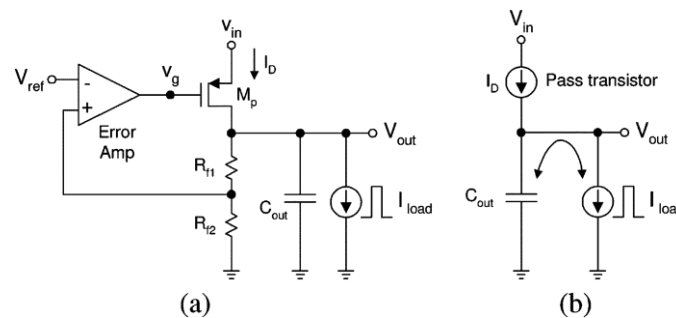 v_in
V_ref
-
+
Error
Amp
v_g
I_D
M_p
V_out
R_f1
R_f2
C_out
I_load
(a)
V_in
I_D
Pass transistor
V_out
C_out
I_loa
(b)